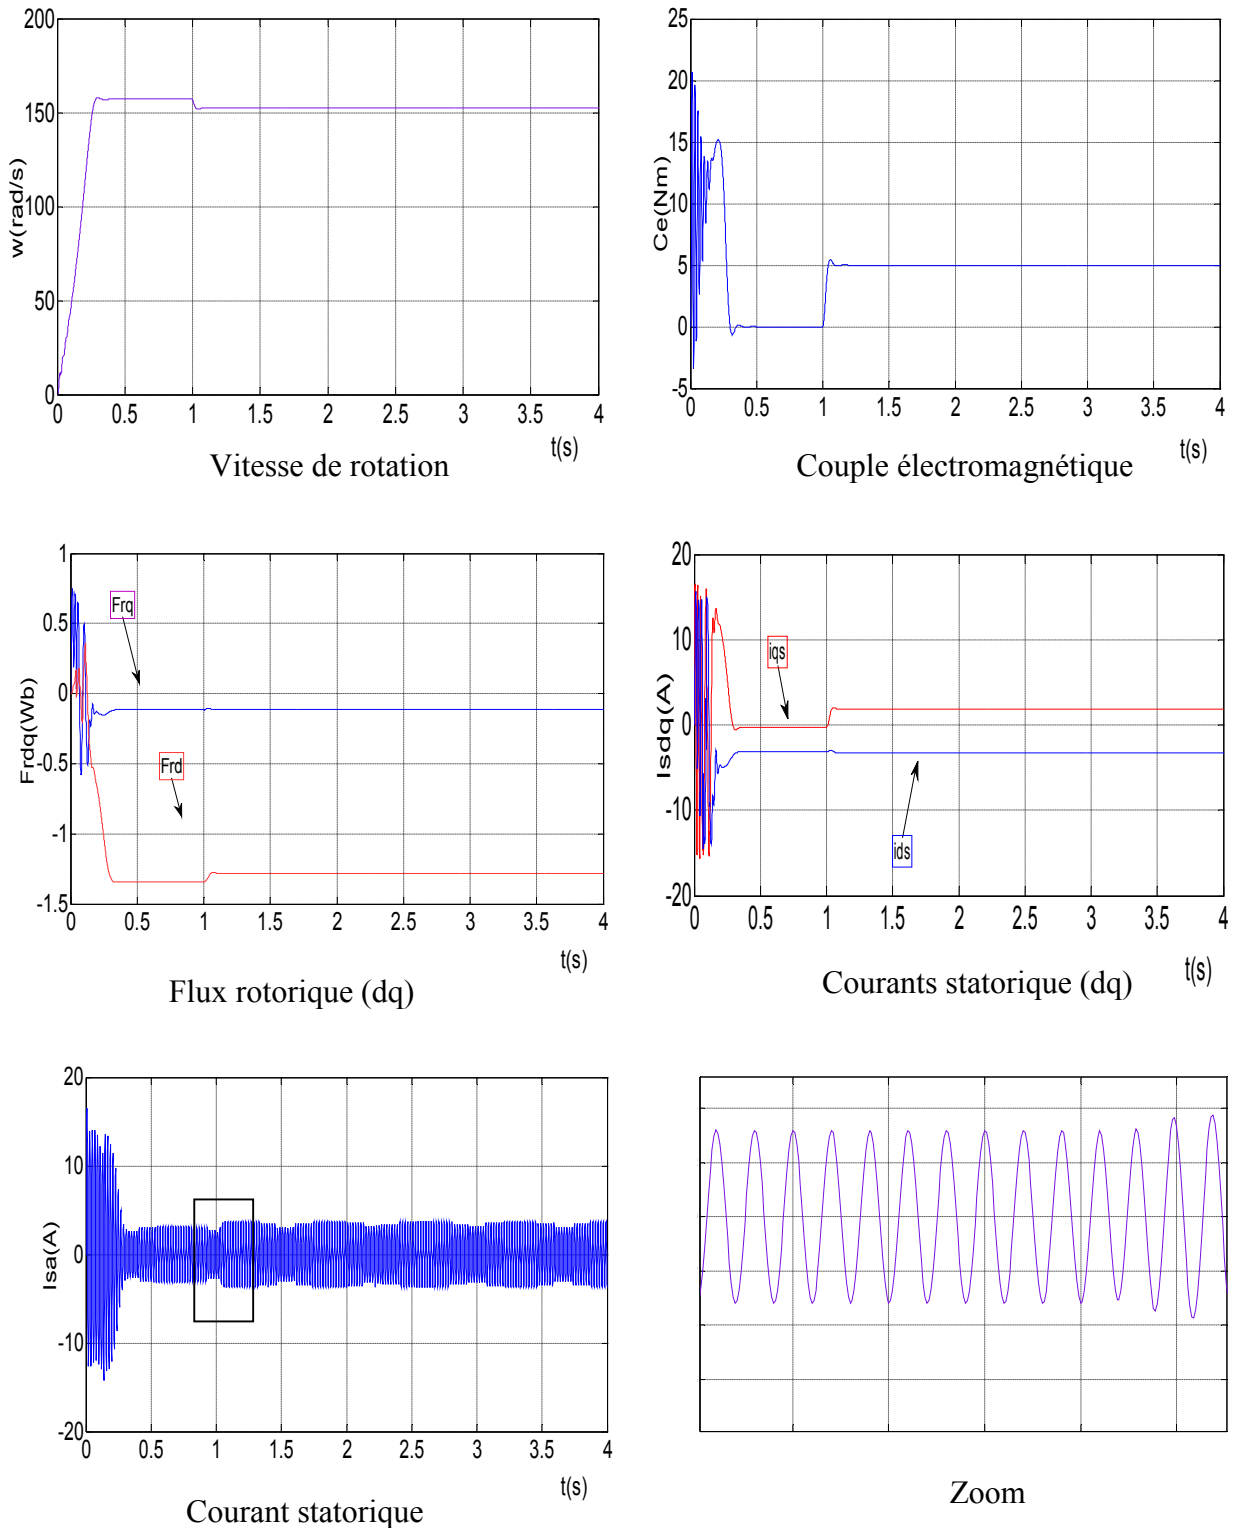 200
150
100
50
0
w(rad/s)
0 0.5 1 1.5 2 2.5 3 3.5 4
t(s)
Vitesse de rotation
25
20
15
10
5
0
-5
Ce(Nm)
0 0.5 1 1.5 2 2.5 3 3.5 4
t(s)
Couple électromagnétique
1
0.5
0
-0.5
-1
-1.5
Frdq(Wb)
Frq
Frd
0 0.5 1 1.5 2 2.5 3 3.5 4
t(s)
Flux rotorique (dq)
20
10
0
-10
-20
Isdq(A)
iqs
ids
0 0.5 1 1.5 2 2.5 3 3.5 4
t(s)
Courants statorique (dq)
20
10
0
-10
-20
Isa(A)
0 0.5 1 1.5 2 2.5 3 3.5 4
t(s)
Courant statorique
Zoom